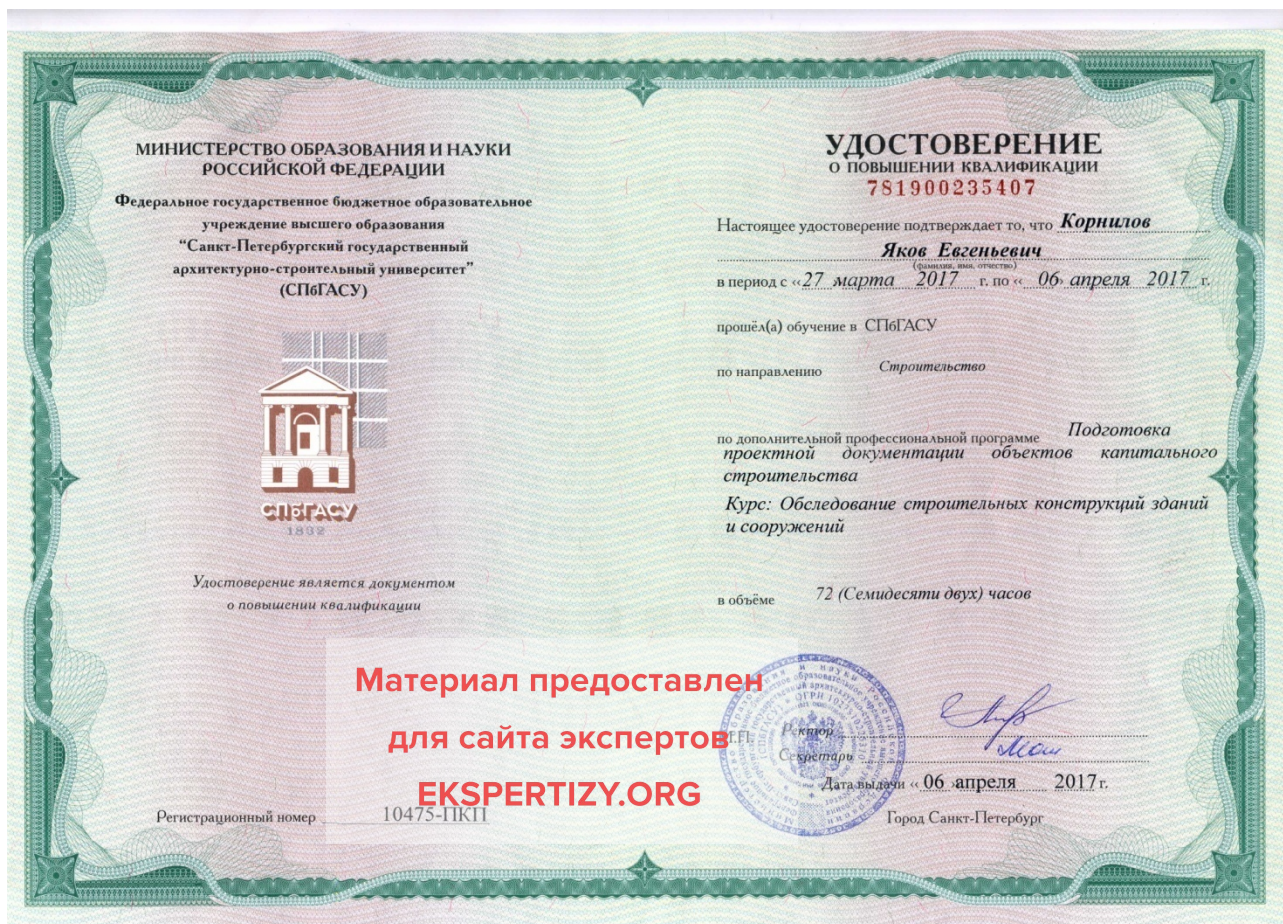 МИНИСТЕРСТВО ОБРАЗОВАНИЯ И НАУКИ
РОССИЙСКОЙ ФЕДЕРАЦИИ
Федеральное государственное бюджетное образовательное
учреждение высшего образования
“Санкт-Петербургский государственный
архитектурно-строительный университет”
(СПбГАСУ)
СПбГАСУ
1832
Удостоверение является документом
о повышении квалификации
Материал предоставлен
для сайта экспертов
EKSPERTIZY.ORG
Регистрационный номер 10475-ПКП
УДОСТОВЕРЕНИЕ
О ПОВЫШЕНИИ КВАЛИФИКАЦИИ
781900235407
Настоящее удостоверение подтверждает то, что Корнилов
Яков Евгеньевич
(фамилия, имя, отчество)
в период с «27 марта 2017 г. по « 06» апреля 2017 г.
прошёл(а) обучение в СПбГАСУ
по направлению Строительство
по дополнительной профессиональной программе Подготовка
проектной документации объектов капитального
строительства
Курс: Обследование строительных конструкций зданий
и сооружений
в объёме 72 (Семидесяти двух) часов
Ректор
Секретарь
Дата выдачи « 06 » апреля 2017 г.
Город Санкт-Петербург